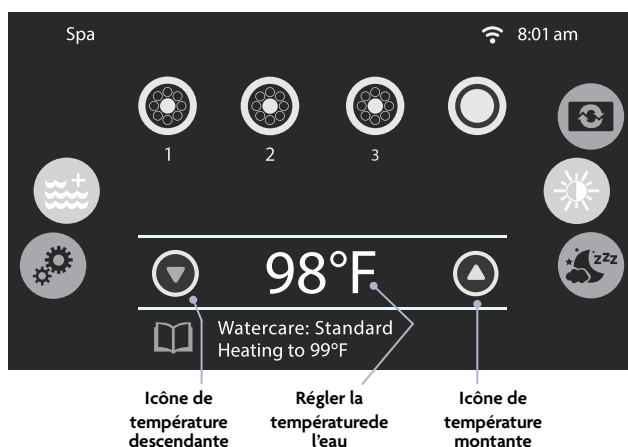 Spa
8:01 am
1 2 3
zzz
98°F
Watercare: Standard
Heating to 99°F
Icône de
température
descendante
Régler la
températurede
l’eau
Icône de
température
montante